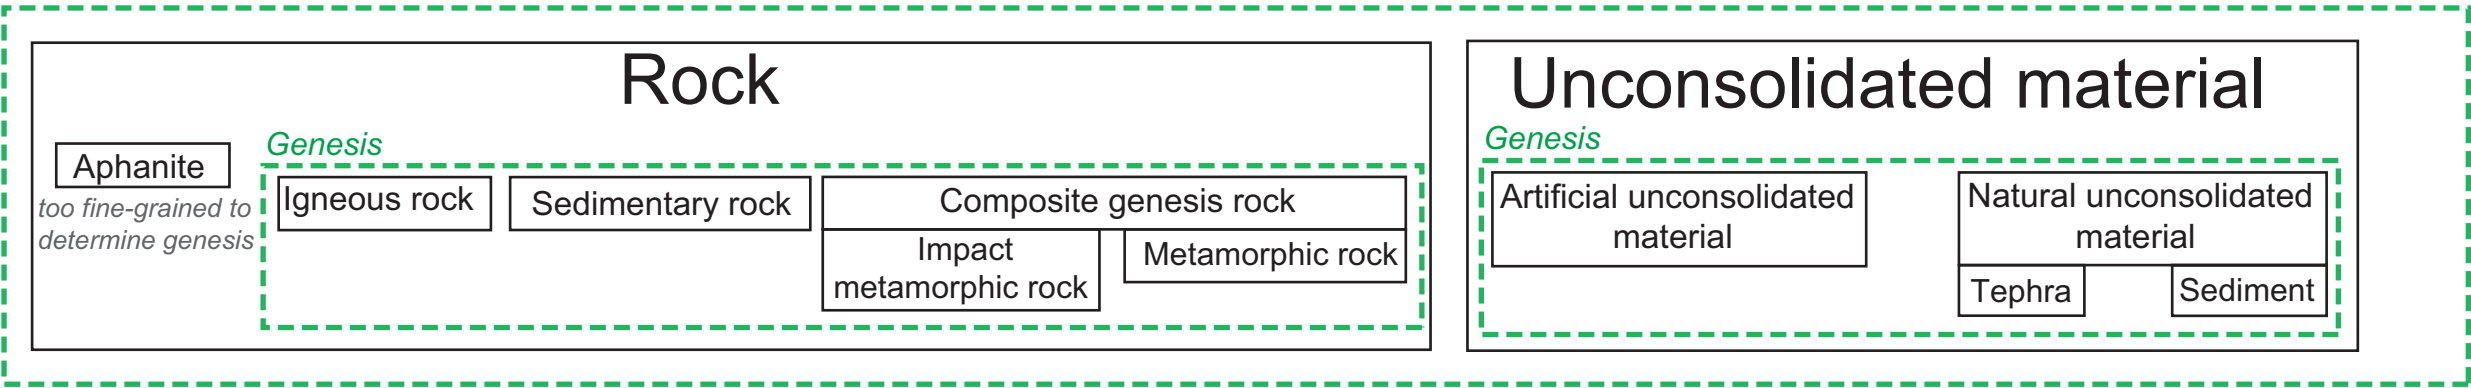 Rock
Aphanite
too fine-grained to
determine genesis
Genesis
Igneous rock
Sedimentary rock
Composite genesis rock
Impact
metamorphic rock
Metamorphic rock
Unconsolidated material
Genesis
Artificial unconsolidated
material
Natural unconsolidated
material
Tephra
Sediment